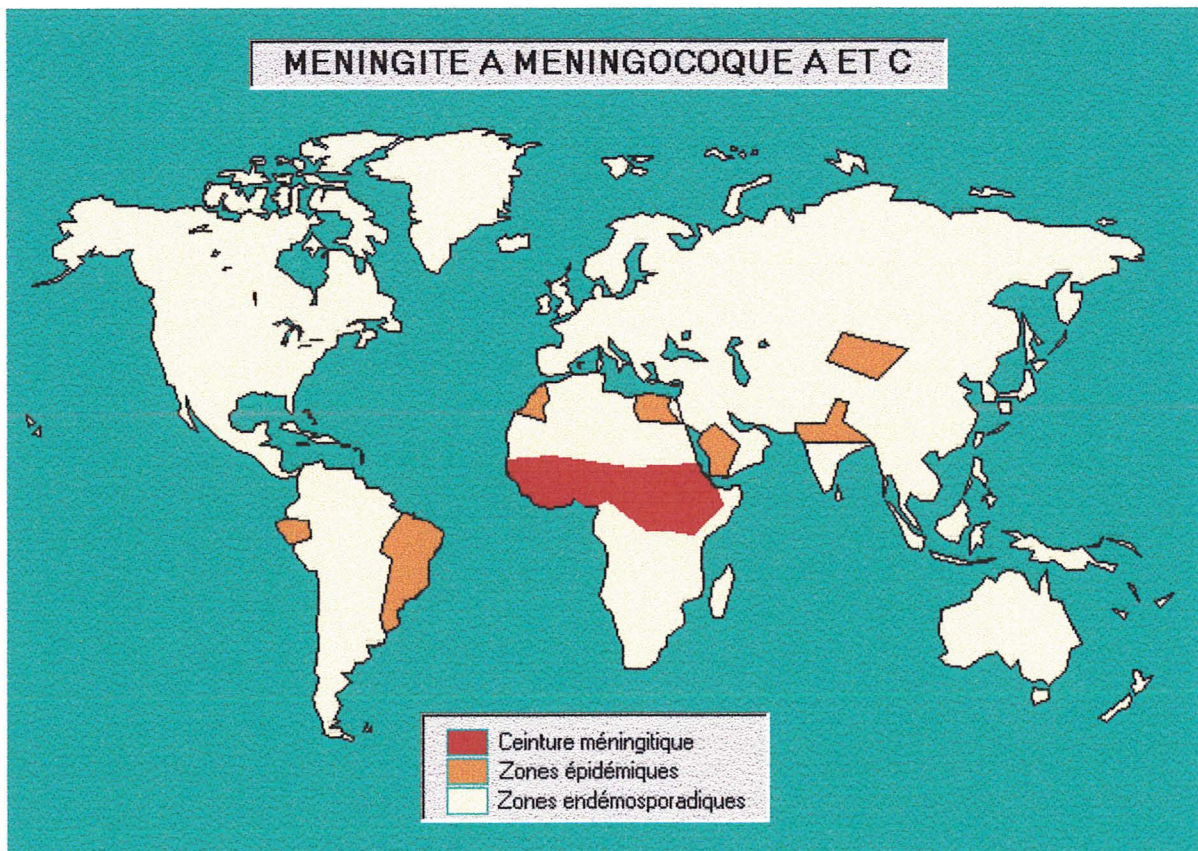 MENINGITE A MENINGOCOQUE A ET C
Ceinture méningitique
Zones épidémiques
Zones endémosporadiques